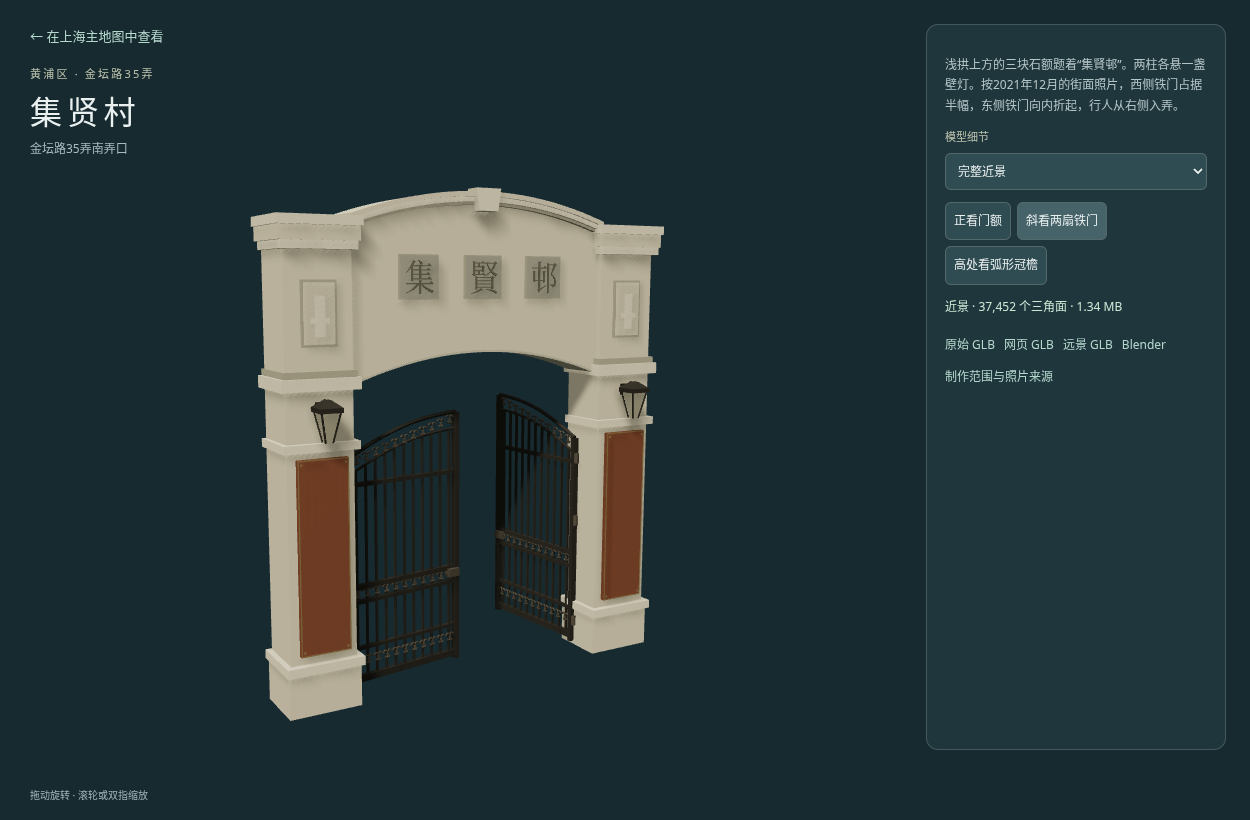 ← 在上海主地图中查看
黄浦区 · 金坛路35弄
集贤村
金坛路35弄南弄口
集 賢 邨
拖动旋转 · 滚轮或双指缩放
浅拱上方的三块石额题着“集賢邨”。两柱各悬一盏
壁灯。按2021年12月的街面照片，西侧铁门占据
半幅，东侧铁门向内折起，行人从右侧入弄。
模型细节
完整近景
正看门额
斜看两扇铁门
高处看弧形冠檐
近景 · 37,452 个三角面 · 1.34 MB
原始 GLB 网页 GLB 远景 GLB Blender
制作范围与照片来源